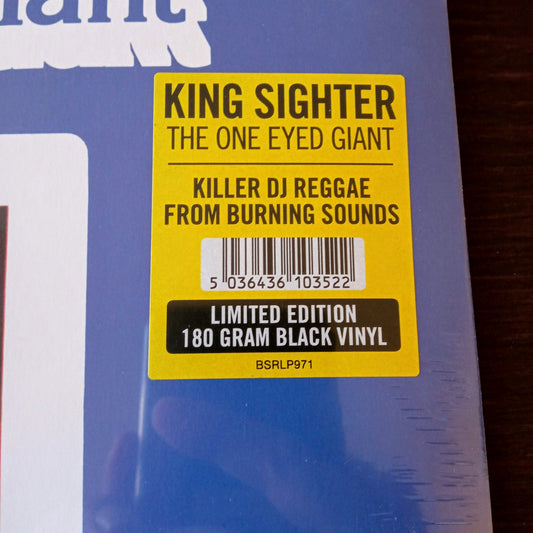 iant
KING SIGHTER
THE ONE EYED GIANT
KILLER DJ REGGAE
FROM BURNING SOUNDS
5 036436 103522
LIMITED EDITION
180 GRAM BLACK VINYL
BSRLP971